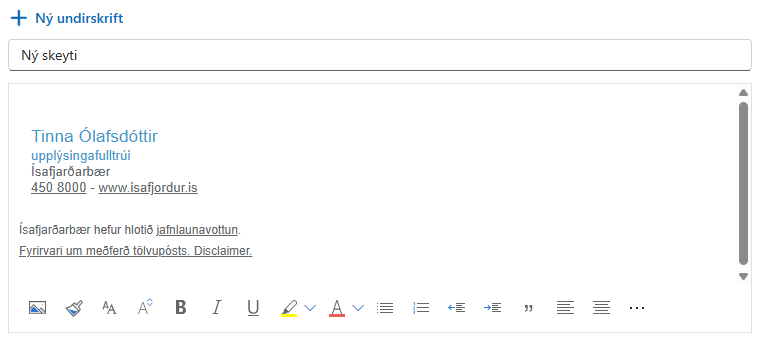 Ný undirskrift
Ný skeyti
Tinna Ólafsdóttir
upplýsingafulltrúi
Ísafjarðarbær
450 8000 - www.isafjordur.is
Ísafjarðarbær hefur hlotið jafnlaunavottun.
Fyrirvari um meðferð tölvupósts. Disclaimer.